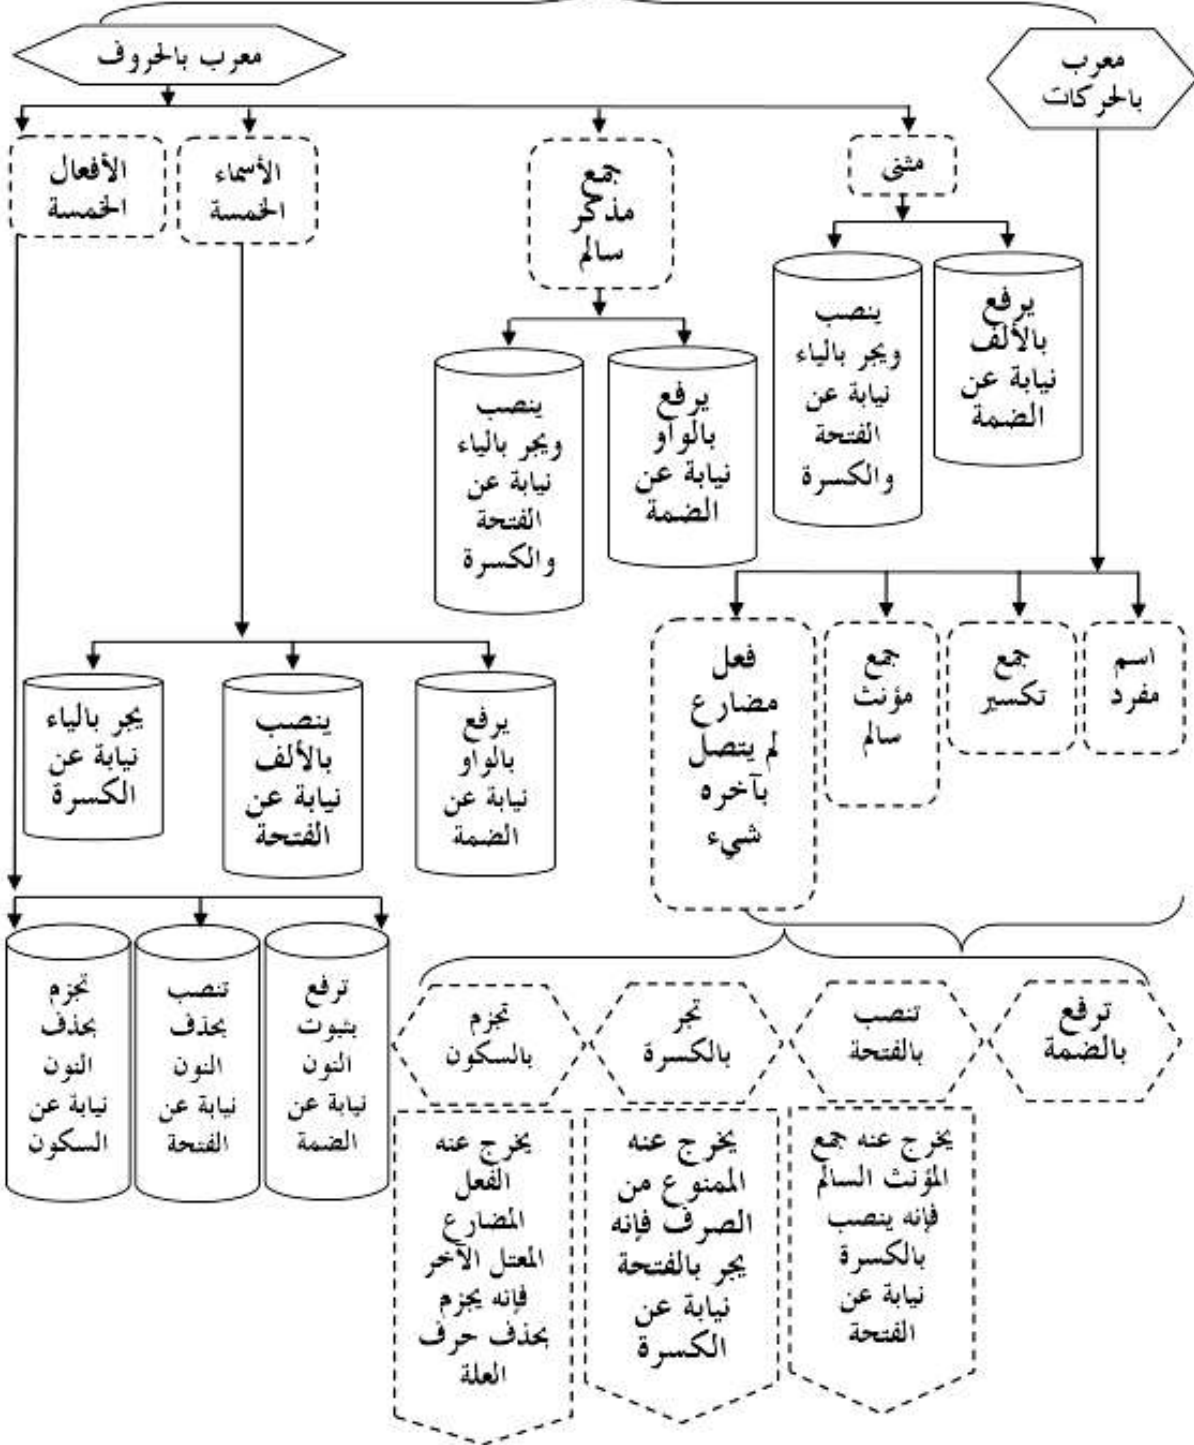 معرب
بالحركات
معرب بالحروف
مثنى
جمع
مذكر
سالم
الأسماء
الخمسة
الأفعال
الخمسة
يرفع
بالألف
نيابة عن
الضمة
ينصب
ويجر بالياء
نيابة عن
الفتحة
والكسرة
يرفع
بالواو
نيابة عن
الضمة
ينصب
ويجر بالياء
نيابة عن
الفتحة
والكسرة
اسم
مفرد
جمع
تكسير
جمع
مؤنث
سالم
فعل
مضارع
لم يتصل
بآخره
شيء
يرفع
بالواو
نيابة عن
الضمة
ينصب
بالألف
نيابة عن
الفتحة
يجر بالياء
نيابة عن
الكسرة
ترفع
بثبوت
النون
نيابة عن
الضمة
تنصب
بحذف
النون
نيابة عن
الفتحة
تجزم
بحذف
النون
نيابة عن
السكون
ترفع
بالضمة
تنصب
بالفتحة
تجر
بالكسرة
تجزم
بالسكون
يخرج عنه جمع
المؤنث السالم
فإنه ينصب
بالكسرة
نيابة عن
الفتحة
يخرج عنه
الممنوع من
الصرف فإنه
يجر بالفتحة
نيابة عن
الكسرة
يخرج عنه
الفعل
المضارع
المعتل الآخر
فإنه يجزم
بحذف حرف
العلة